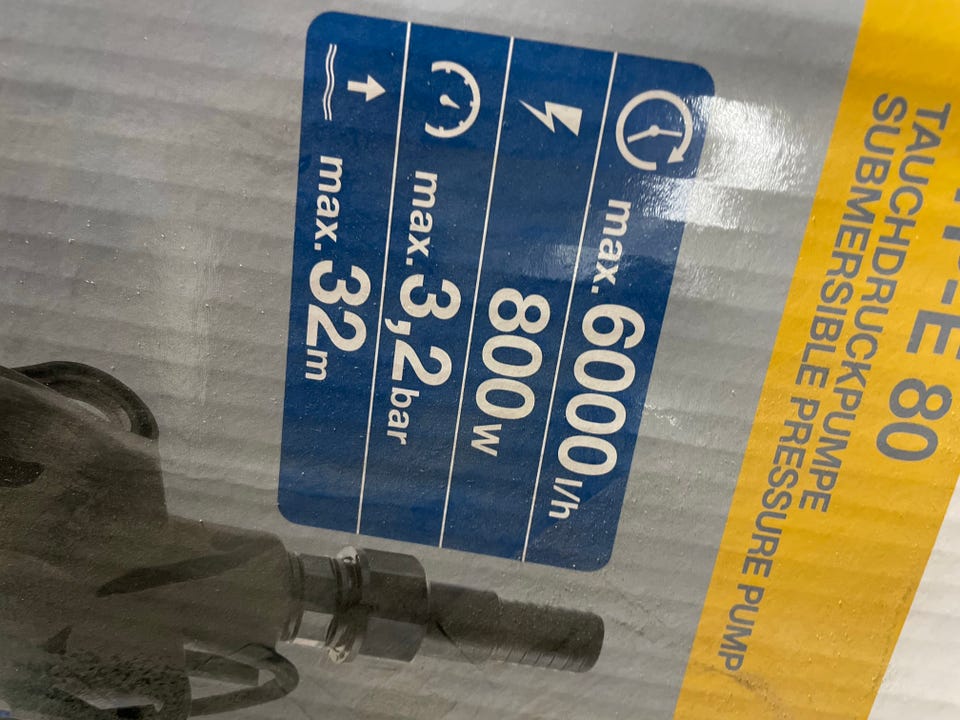 E 80
TAUCHDRUCKPUMPE
SUBMERSIBLE PRESSURE PUMP
max. 6000 l/h
800 W
max. 3,2 bar
max. 32 m